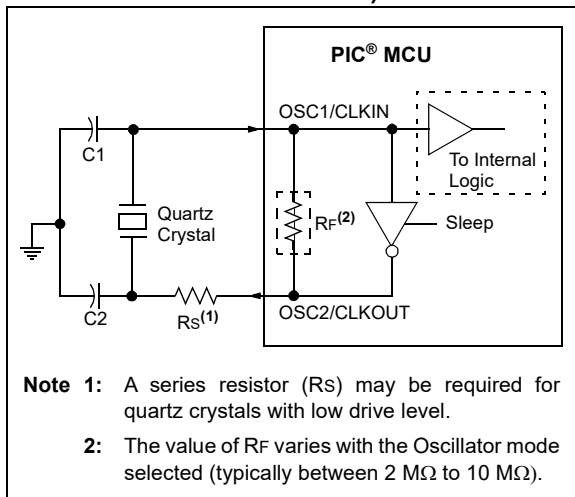 PIC® MCU
OSC1/CLKIN
C1
To Internal
Logic
Quartz
Crystal
RF(2)
Sleep
C2
RS(1)
OSC2/CLKOUT
Note 1: A series resistor (RS) may be required for
quartz crystals with low drive level.
2: The value of RF varies with the Oscillator mode
selected (typically between 2 MΩ to 10 MΩ).